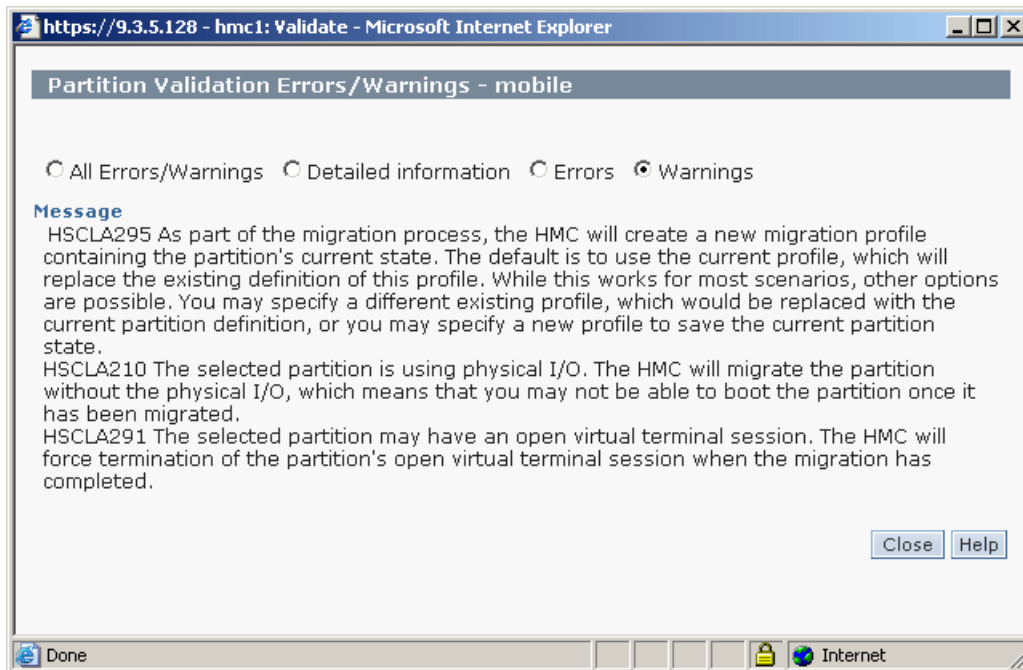 https://9.3.5.128 - hmc1: Validate - Microsoft Internet Explorer
Partition Validation Errors/Warnings - mobile
All Errors/Warnings Detailed information Errors Warnings
Message
HSCLA295 As part of the migration process, the HMC will create a new migration profile
containing the partition's current state. The default is to use the current profile, which will
replace the existing definition of this profile. While this works for most scenarios, other options
are possible. You may specify a different existing profile, which would be replaced with the
current partition definition, or you may specify a new profile to save the current partition
state.
HSCLA210 The selected partition is using physical I/O. The HMC will migrate the partition
without the physical I/O, which means that you may not be able to boot the partition once it
has been migrated.
HSCLA291 The selected partition may have an open virtual terminal session. The HMC will
force termination of the partition's open virtual terminal session when the migration has
completed.
Close Help
Done Internet